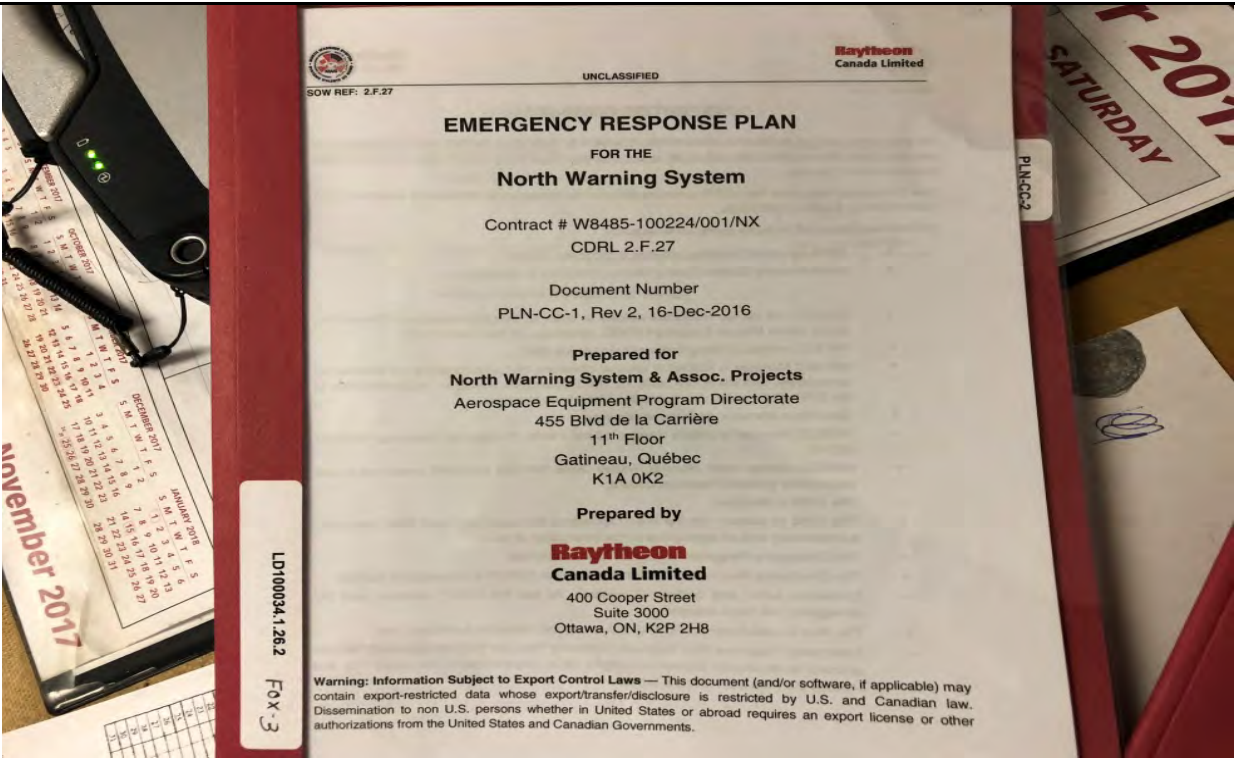 UNCLASSIFIED
Raytheon
Canada Limited
SOW REF: 2.F.27
EMERGENCY RESPONSE PLAN
FOR THE
North Warning System
Contract # W8485-100224/001/NX
CDRL 2.F.27
Document Number
PLN-CC-1, Rev 2, 16-Dec-2016
Prepared for
North Warning System & Assoc. Projects
Aerospace Equipment Program Directorate
455 Blvd de la Carrière
11th Floor
Gatineau, Québec
K1A 0K2
Prepared by
Raytheon
Canada Limited
400 Cooper Street
Suite 3000
Ottawa, ON, K2P 2H8
Warning: Information Subject to Export Control Laws — This document (and/or software, if applicable) may
contain export-restricted data whose export/transfer/disclosure is restricted by U.S. and Canadian law.
Dissemination to non U.S. persons whether in United States or abroad requires an export license or other
authorizations from the United States and Canadian Governments.
PLN-CC-2
LD100034.1.26.2
Fox-3
r 2017
SATURDAY
November 2017
OCTOBER 2017
S M T W T F S
DECEMBER 2017
S M T W T F S
JANUARY 2018
S M T W T F S